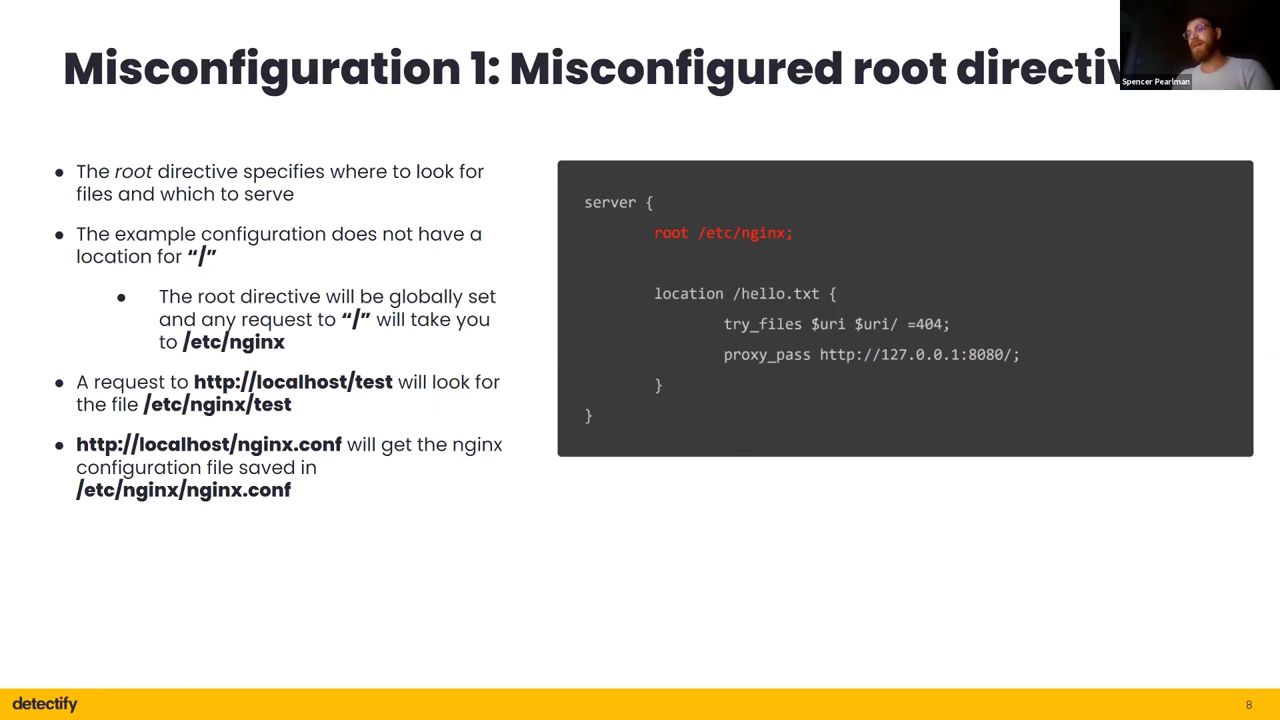 Misconfiguration 1: Misconfigured root directiv
Spencer Pearlman
● The root directive specifies where to look for
files and which to serve
● The example configuration does not have a
location for “/”
● The root directive will be globally set
and any request to “/” will take you
to /etc/nginx
● A request to http://localhost/test will look for
the file /etc/nginx/test
● http://localhost/nginx.conf will get the nginx
configuration file saved in
/etc/nginx/nginx.conf
server {
root /etc/nginx;
location /hello.txt {
try_files $uri $uri/ =404;
proxy_pass http://127.0.0.1:8080/;
}
}
detectify
8